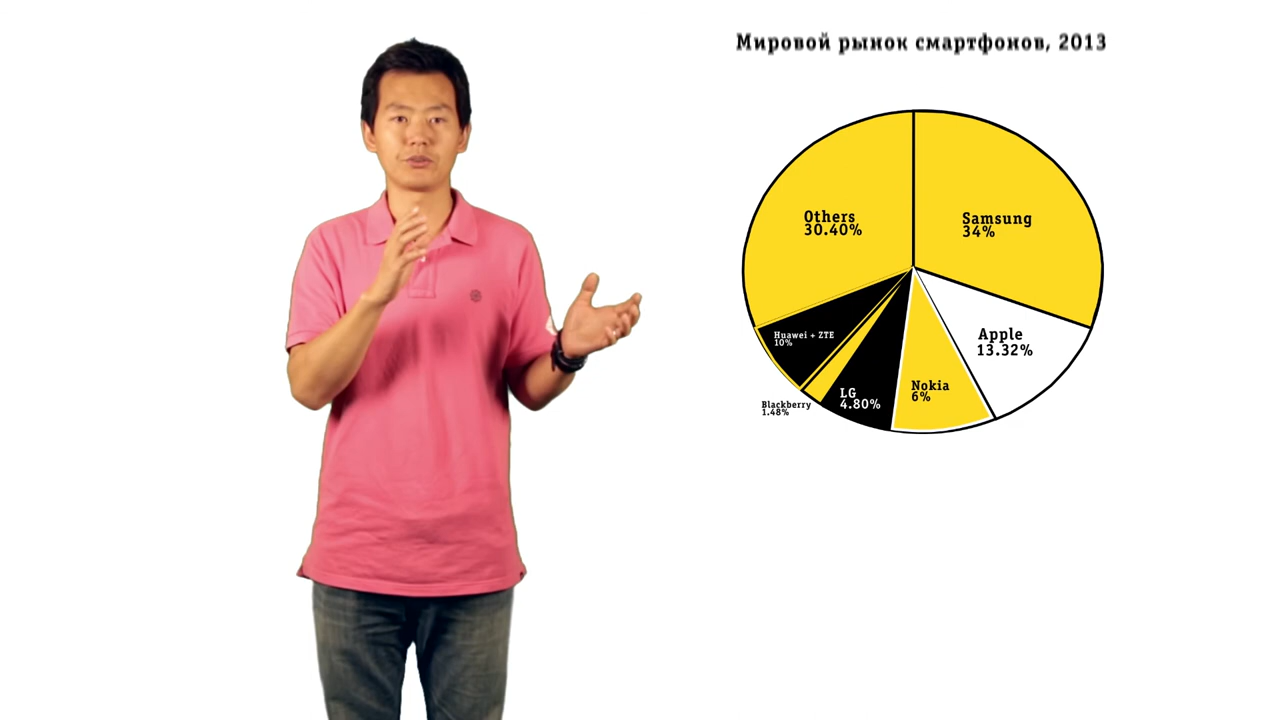 Мировой рынок смартфонов, 2013
Others
30.40%
Samsung
34%
Huawei + ZTE
10%
Apple
13.32%
Nokia
6%
LG
4.80%
Blackberry
1.48%